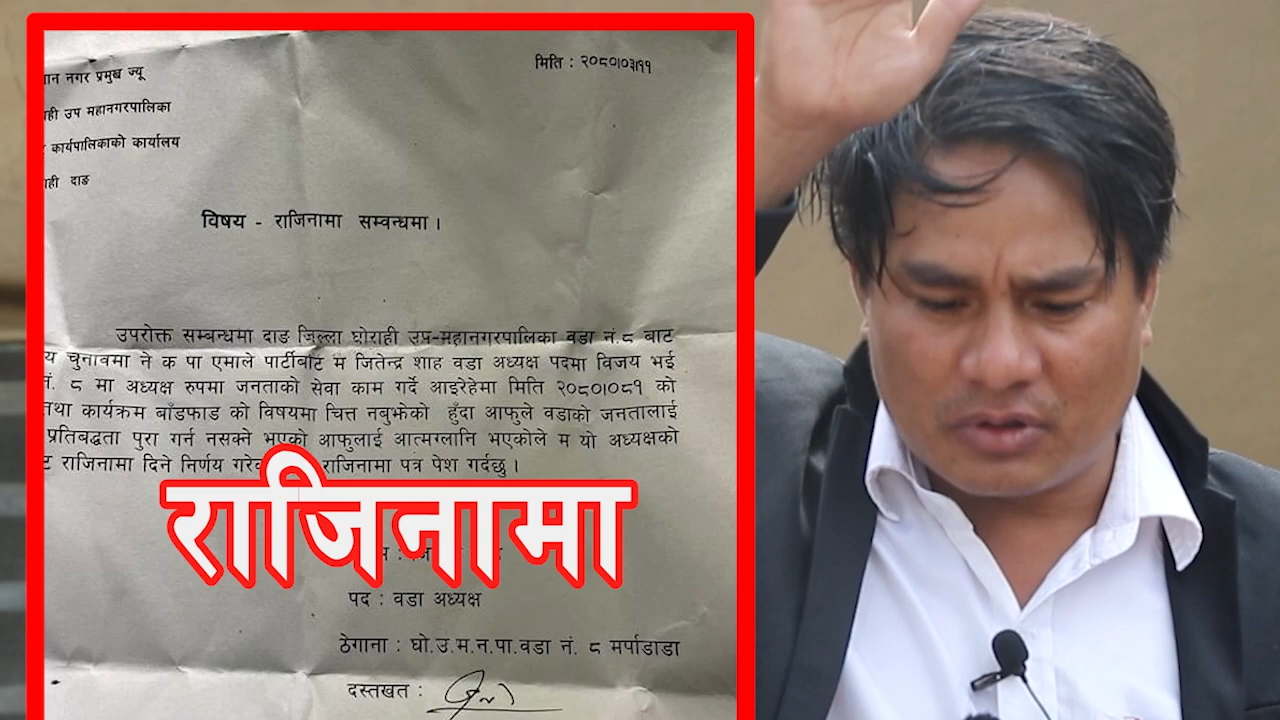 मिति : २०८०।०३।११
ान नगर प्रमुख ज्यू
ाही उप महानगरपालिका
र कार्यपालिकाको कार्यालय
ाही दाङ
विषय - राजिनामा सम्वन्धमा ।
उपरोक्त सम्बन्धमा दाङ जिल्ला घोराही उप-महानगरपालिका वडा नं.८ बाट
य चुनावमा ने क पा एमाले पार्टीबाट म जितेन्द्र शाह वडा अध्यक्ष पदमा विजय भई
नं. ८ मा अध्यक्ष रुपमा जनताको सेवा काम गर्दै आइरेहेमा मिति २०८०।०८१ को
तथा कार्यक्रम बाँडफाड को विषयमा चित्त नबुझेको हुँदा आफुले वडाको जनतालाई
प्रतिबद्धता पुरा गर्न नसक्ने भएको आफुलाई आत्मग्लानि भएकोले म यो अध्यक्षको
ट राजिनामा दिने निर्णय गरे राजिनामा पत्र पेश गर्दछु ।
राजिनामा
पद : वडा अध्यक्ष
ठेगाना : घो.उ.म.न.पा.वडा नं. ८ मर्पाडाडा
दस्तखत :